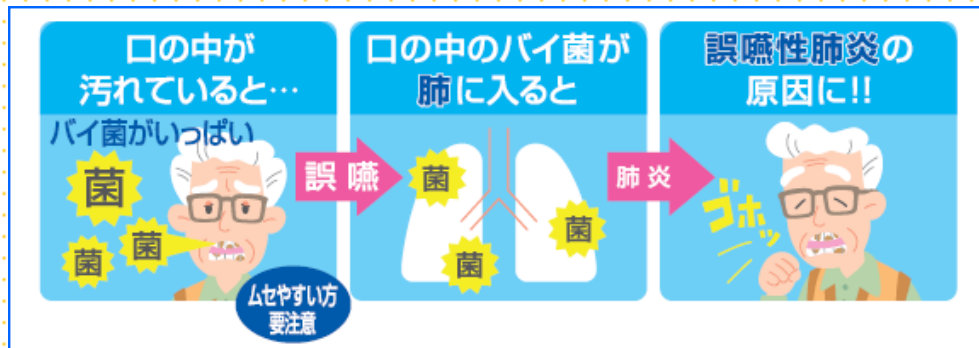 口の中が
汚れていると…
バイ菌がいっぱい
菌
菌
菌
ムセやすい方
要注意
誤嚥
口の中のバイ菌が
肺に入ると
菌
菌
菌
肺炎
誤嚥性肺炎の
原因に!!
ゴホッ